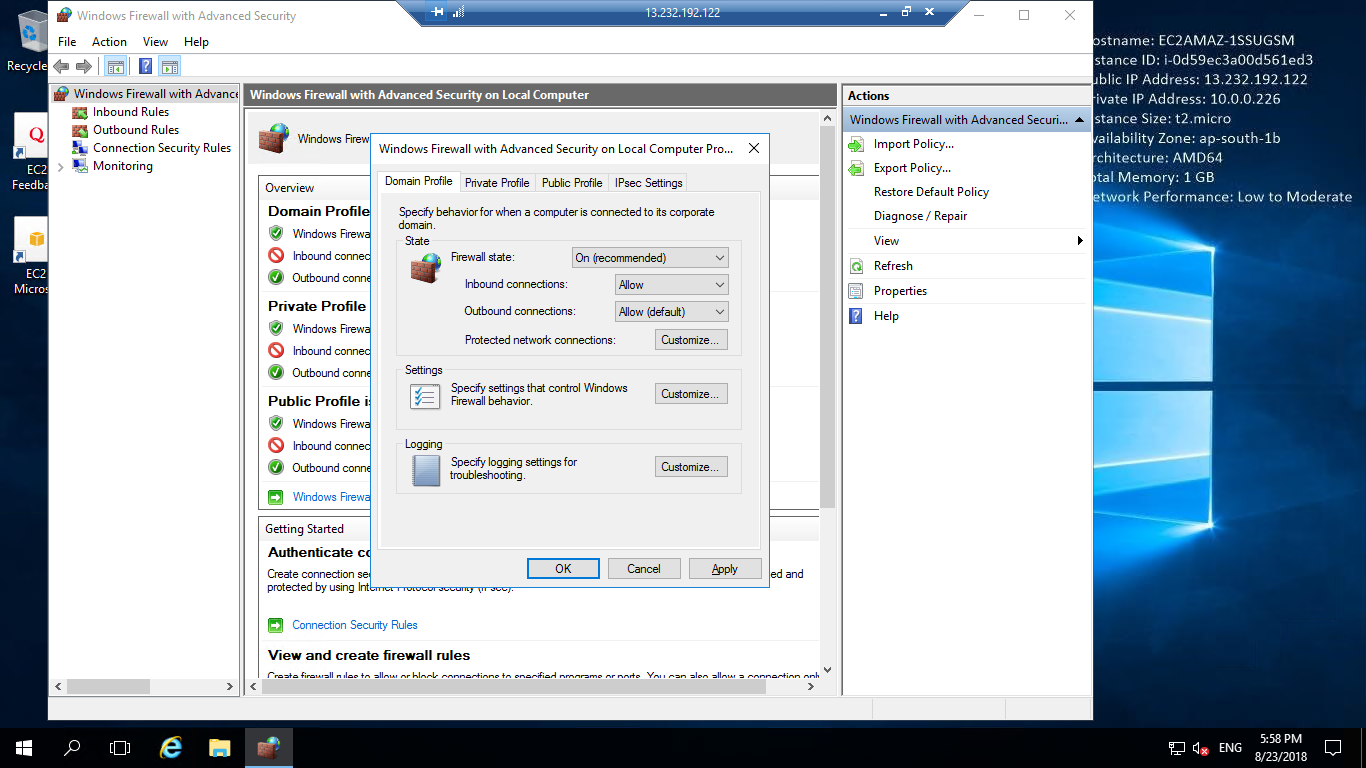 Windows Firewall with Advanced Security
13.232.192.122
File Action View Help
Recycle
EC2
Feedba
EC2
Micros
Windows Firewall with Advance
Inbound Rules
Outbound Rules
Connection Security Rules
Monitoring
Windows Firewall with Advanced Security on Local Computer
Windows Firew
Overview
Domain Profile
Windows Firewa
Inbound connec
Outbound conne
Private Profile
Windows Firewa
Inbound connec
Outbound conne
Public Profile is
Windows Firewa
Inbound connec
Outbound conne
Windows Firewa
Getting Started
Authenticate co
Create connection sec
ed and
protected by using Internet Protocol security (IPsec).
Connection Security Rules
View and create firewall rules
Create firewall rules to allow or block connections to specified programs or ports. You can also allow a connection only
Windows Firewall with Advanced Security on Local Computer Pro...
Domain Profile Private Profile Public Profile IPsec Settings
Specify behavior for when a computer is connected to its corporate
domain.
State
Firewall state: On (recommended)
Inbound connections: Allow
Outbound connections: Allow (default)
Protected network connections: Customize...
Settings
Specify settings that control Windows
Firewall behavior.
Customize...
Logging
Specify logging settings for
troubleshooting.
Customize...
OK Cancel Apply
Actions
Windows Firewall with Advanced Securi...
Import Policy...
Export Policy...
Restore Default Policy
Diagnose / Repair
View
Refresh
Properties
Help
ostname: EC2AMAZ-1SSUGSM
stance ID: i-0d59ec3a00d561ed3
ublic IP Address: 13.232.192.122
rivate IP Address: 10.0.0.226
stance Size: t2.micro
vailability Zone: ap-south-1b
rchitecture: AMD64
otal Memory: 1 GB
etwork Performance: Low to Moderate
ENG
5:58 PM
8/23/2018